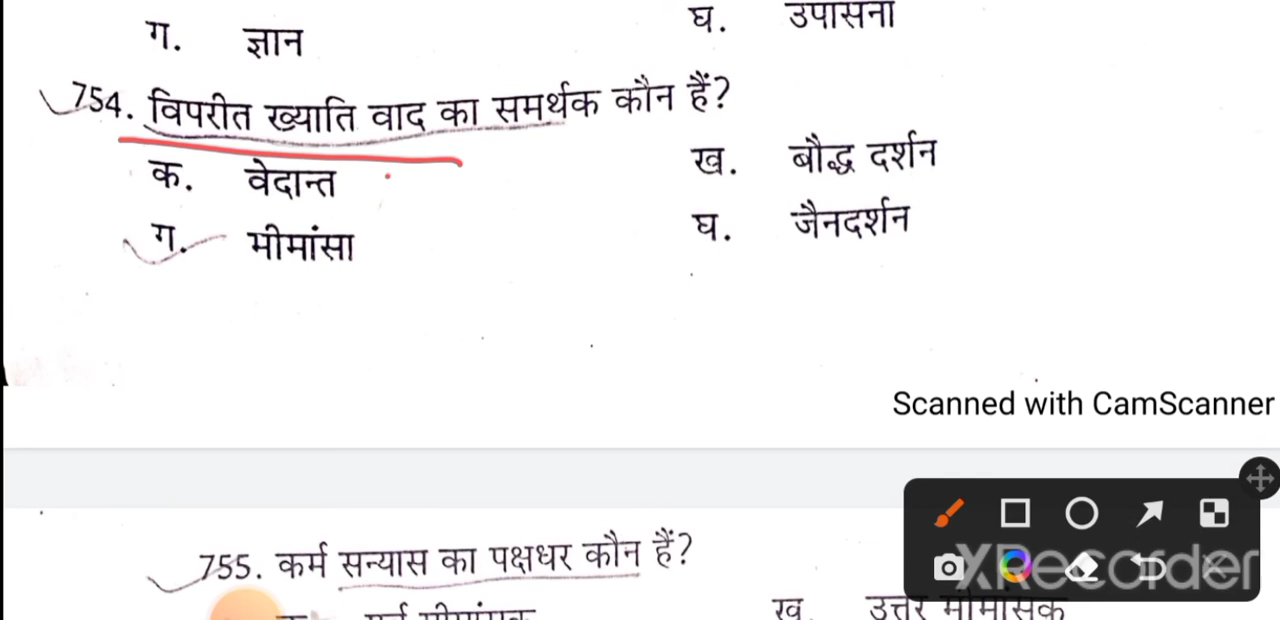 ग. ज्ञान घ. उपासना
754. विपरीत ख्याति वाद का समर्थक कौन हैं?
क. वेदान्त ख. बौद्ध दर्शन
ग. मीमांसा घ. जैनदर्शन
Scanned with CamScanner
755. कर्म सन्यास का पक्षधर कौन हैं?
ख. उत्तर मीमांसक
XRecorder